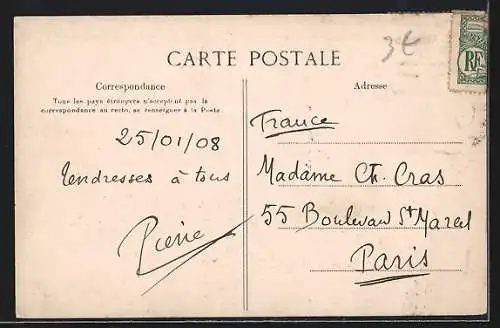 3€
RF
CARTE POSTALE
Correspondance
Tous les pays étrangers n'acceptent pas la
correspondance au recto, se renseigner à la Poste.
25/01/08
Tendresses à tous
Pierre
Adresse
France
Madame Ch. Cras
55 Boulevard St Marcel
Paris